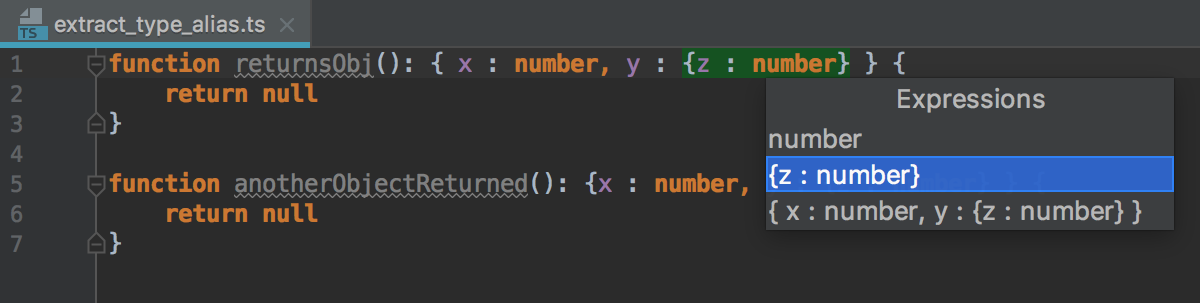 TS extract_type_alias.ts
1 function returnsObj(): { x : number, y : {z : number} } {
2 return null
3 }
4
5 function anotherObjectReturned(): {x : number,
6 return null
7 }
Expressions
number
{z : number}
{ x : number, y : {z : number} }